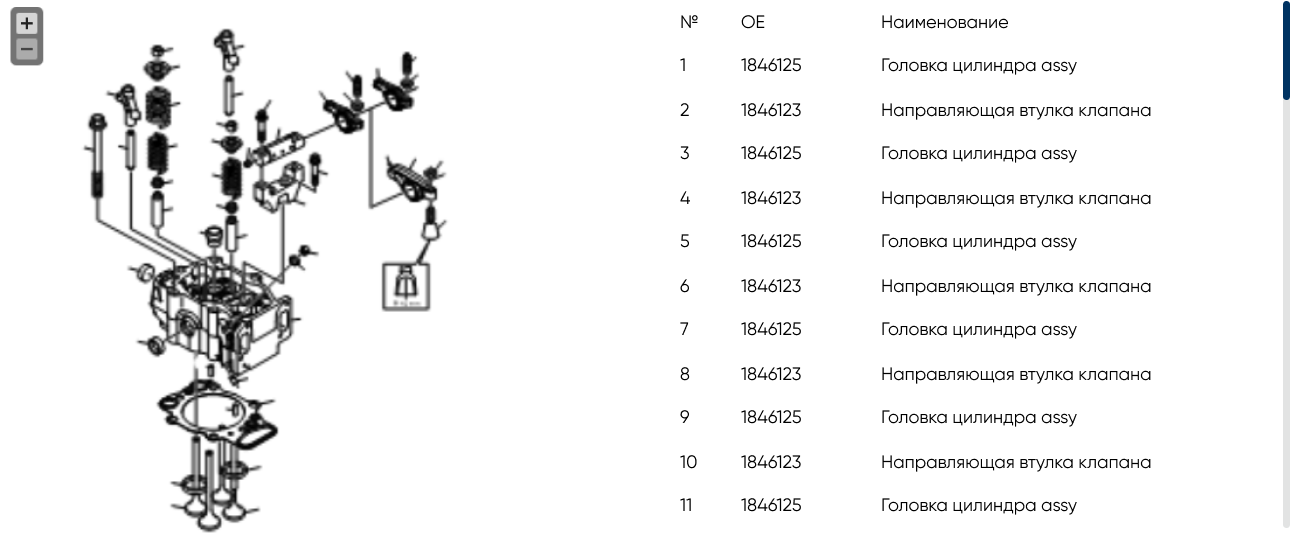 № OE Наименование
1 1846125 Головка цилиндра assy
2 1846123 Направляющая втулка клапана
3 1846125 Головка цилиндра assy
4 1846123 Направляющая втулка клапана
5 1846125 Головка цилиндра assy
6 1846123 Направляющая втулка клапана
7 1846125 Головка цилиндра assy
8 1846123 Направляющая втулка клапана
9 1846125 Головка цилиндра assy
10 1846123 Направляющая втулка клапана
11 1846125 Головка цилиндра assy